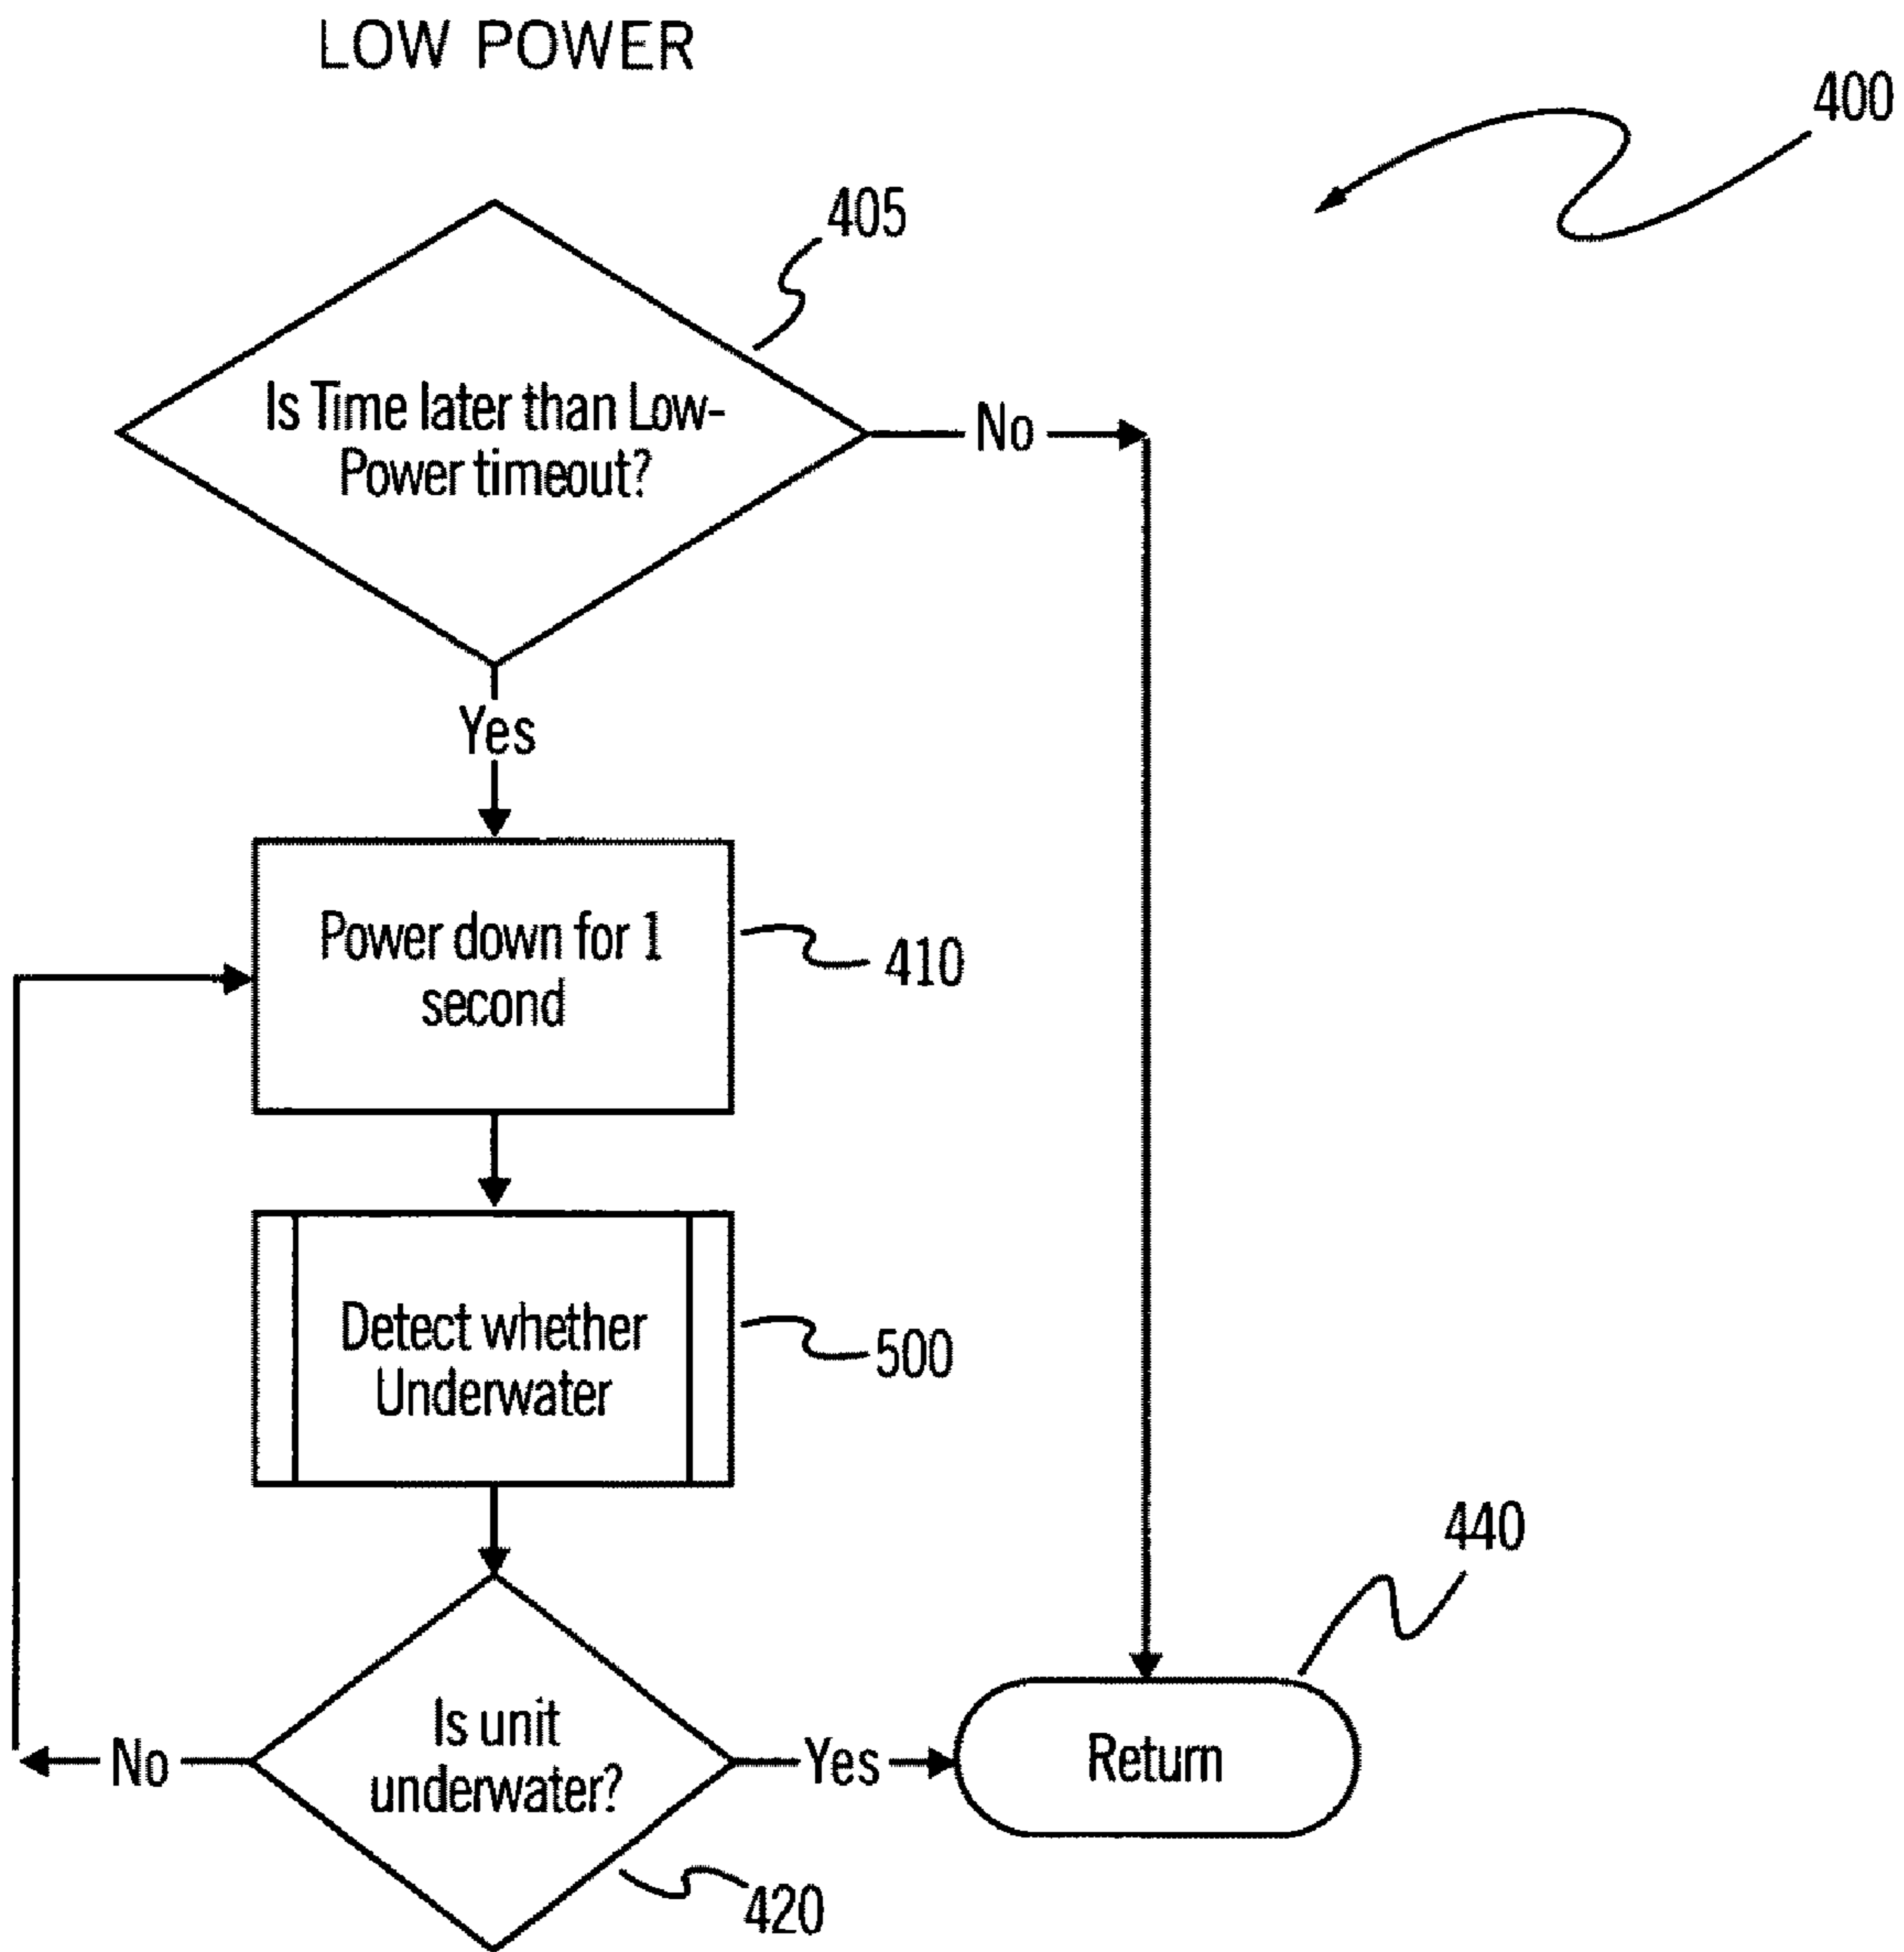 LOW POWER
400
405
Is Time later than Low-
Power timeout?
No
Yes
Power down for 1
second
410
Detect whether
Underwater
500
440
Is unit
underwater?
No
Yes
Return
420